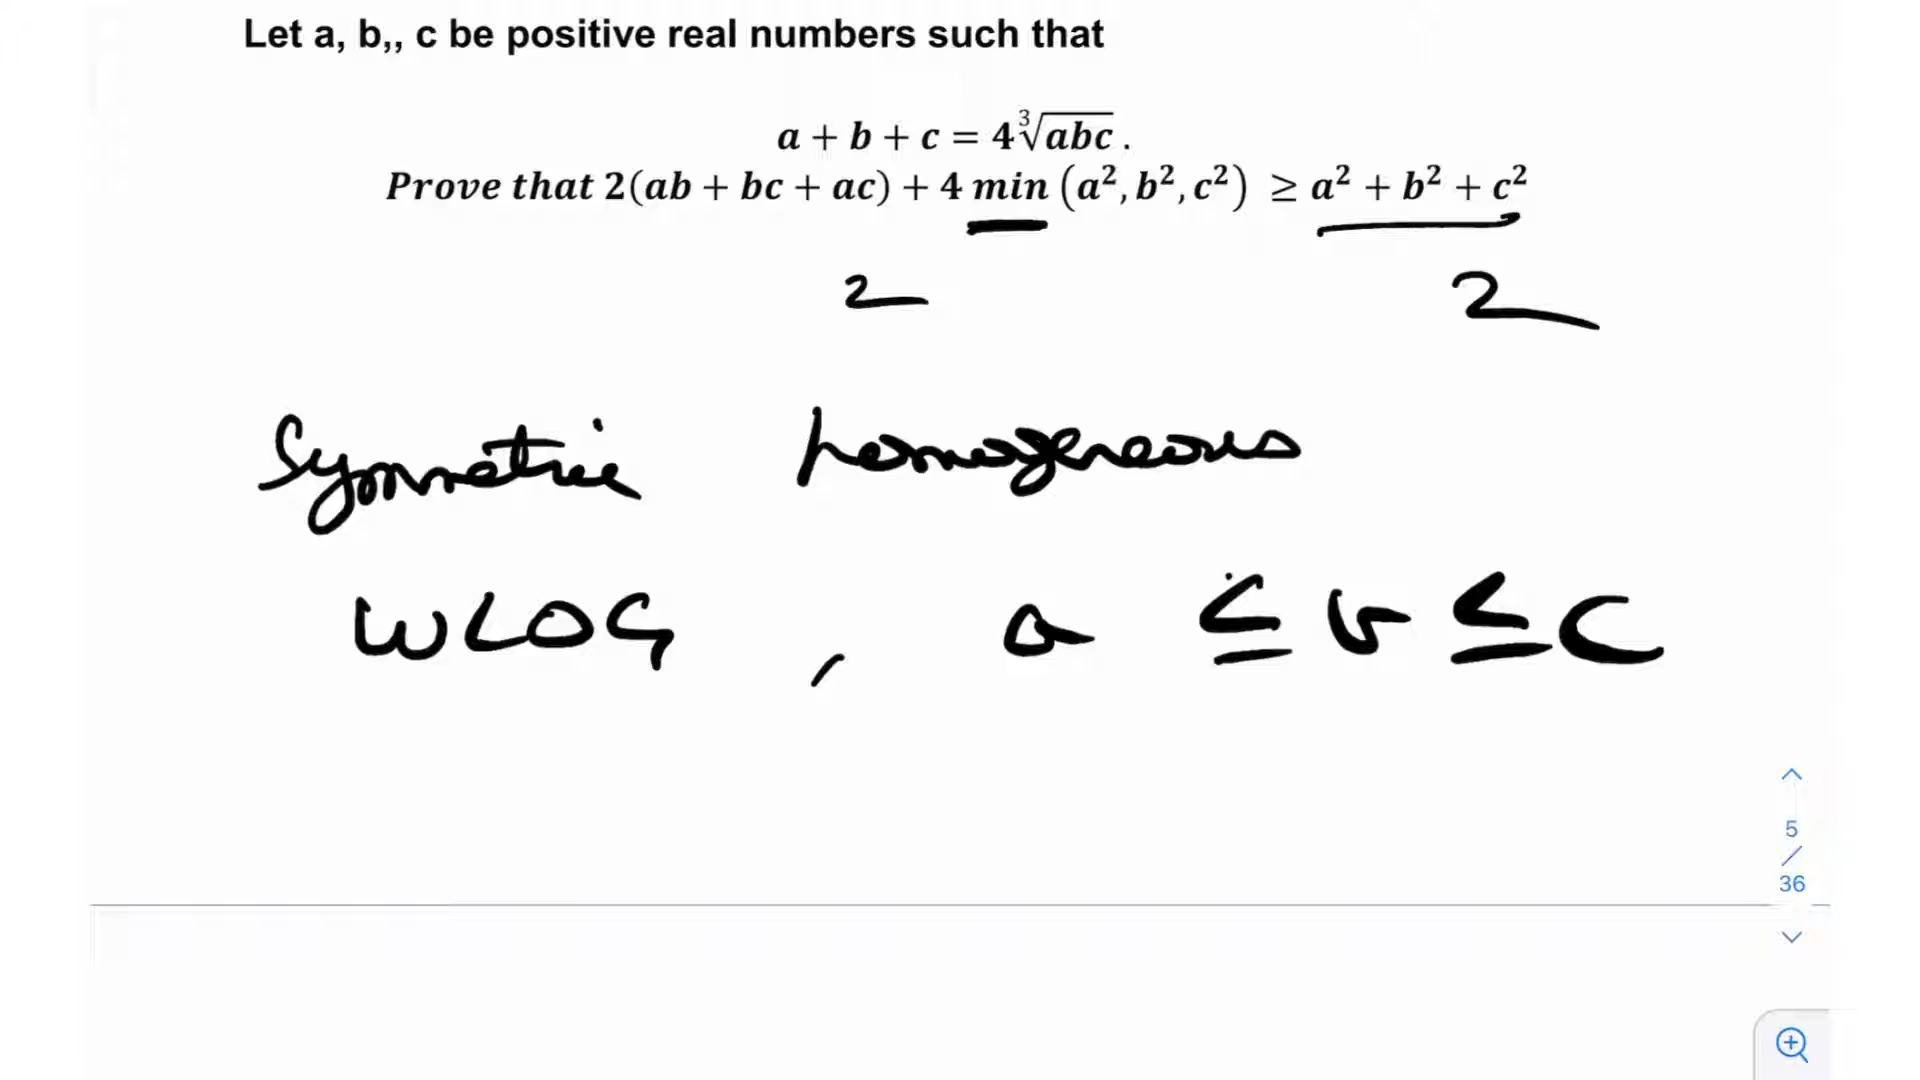 Let a, b,, c be positive real numbers such that
a + b + c = 4∛abc .
Prove that 2(ab + bc + ac) + 4 min (a², b², c²) ≥ a² + b² + c²
2 2
Symmetric homogeneous
WLOG , a ≤ b ≤ c
5
/
36